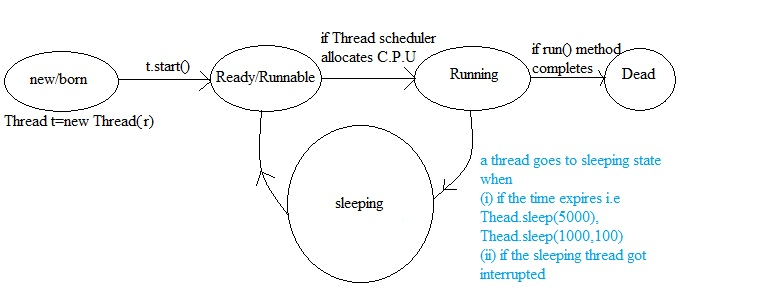 new/born
Thread t=new Thread(r)
t.start()
Ready/Runnable
if Thread scheduler
allocates C.P.U
Running
if run() method
completes
Dead
sleeping
a thread goes to sleeping state
when
(i) if the time expires i.e
Thead.sleep(5000),
Thead.sleep(1000,100)
(ii) if the sleeping thread got
interrupted